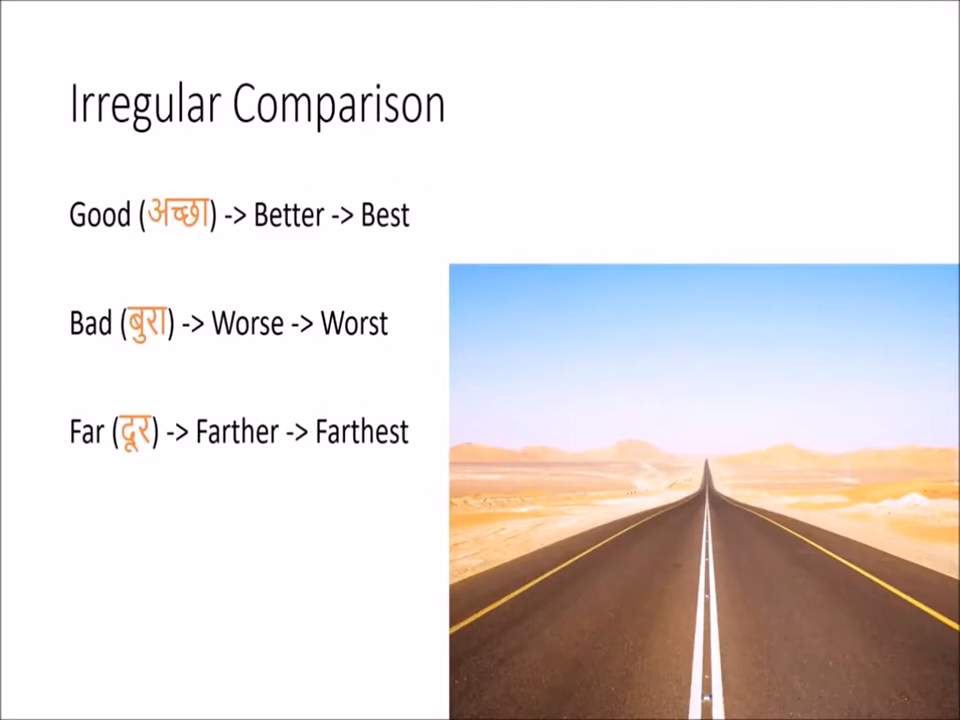 Irregular Comparison
Good (अच्छा) -> Better -> Best
Bad (बुरा) -> Worse -> Worst
Far (दूर) -> Farther -> Farthest